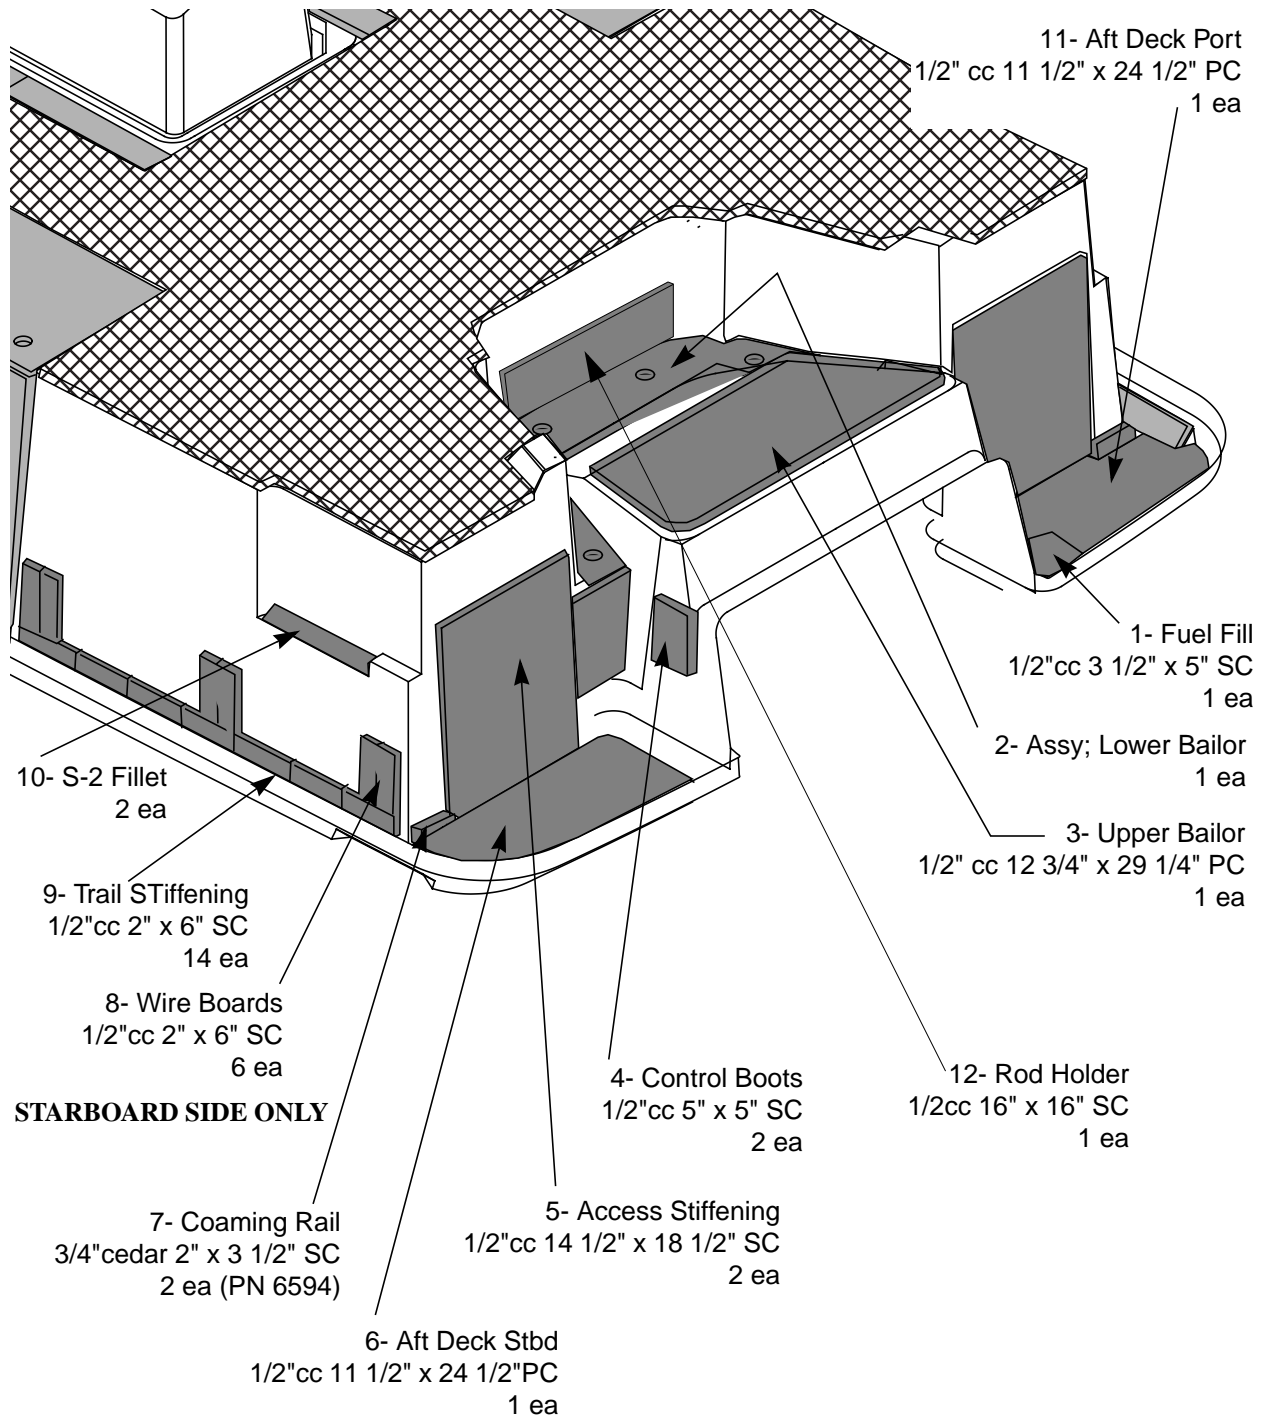 11- Aft Deck Port
1/2" cc 11 1/2" x 24 1/2" PC
1 ea
1- Fuel Fill
1/2"cc 3 1/2" x 5" SC
1 ea
2- Assy; Lower Bailor
1 ea
3- Upper Bailor
1/2" cc 12 3/4" x 29 1/4" PC
1 ea
10- S-2 Fillet
2 ea
9- Trail STiffening
1/2"cc 2" x 6" SC
14 ea
8- Wire Boards
1/2"cc 2" x 6" SC
6 ea
STARBOARD SIDE ONLY
4- Control Boots
1/2"cc 5" x 5" SC
2 ea
12- Rod Holder
1/2cc 16" x 16" SC
1 ea
7- Coaming Rail
3/4"cedar 2" x 3 1/2" SC
2 ea (PN 6594)
5- Access Stiffening
1/2"cc 14 1/2" x 18 1/2" SC
2 ea
6- Aft Deck Stbd
1/2"cc 11 1/2" x 24 1/2"PC
1 ea